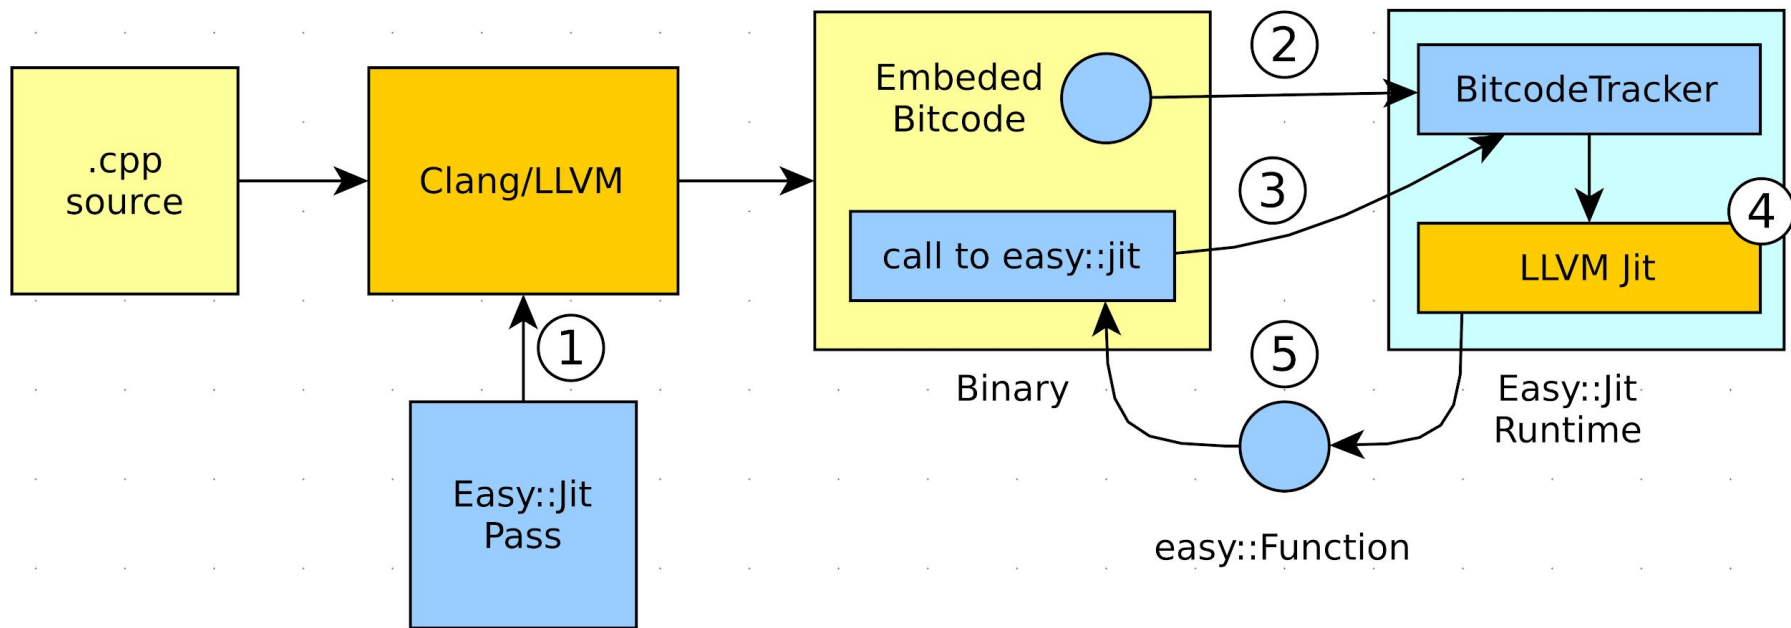 .cpp
source
Clang/LLVM
1
Easy::Jit
Pass
Embeded
Bitcode
call to easy::jit
Binary
2
3
BitcodeTracker
4
LLVM Jit
Easy::Jit
Runtime
5
easy::Function